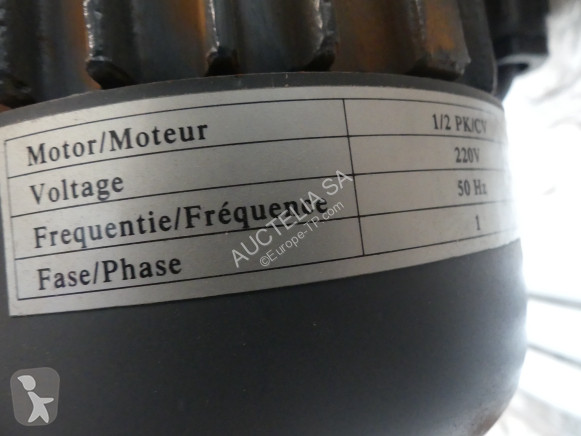 Motor/Moteur 1/2 PK/CV
Voltage 220V
Frequentie/Fréquence 50 Hz
Fase/Phase 1
AUCTELIA SA
©Europe-TP.com